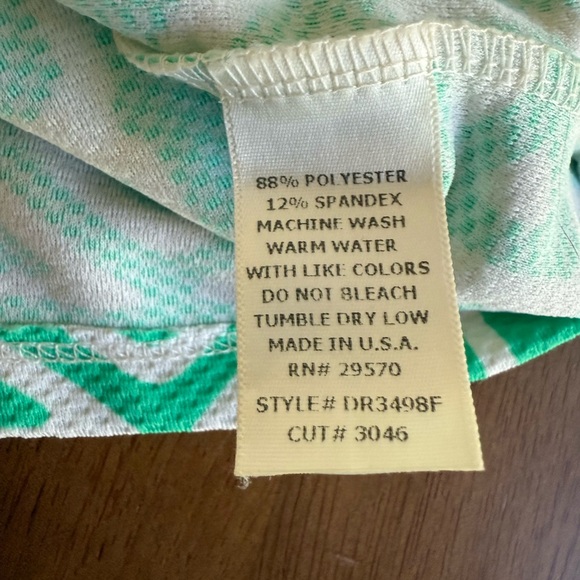 88% POLYESTER
12% SPANDEX
MACHINE WASH
WARM WATER
WITH LIKE COLORS
DO NOT BLEACH
TUMBLE DRY LOW
MADE IN U.S.A.
RN# 29570
STYLE# DR3498F
CUT# 3046